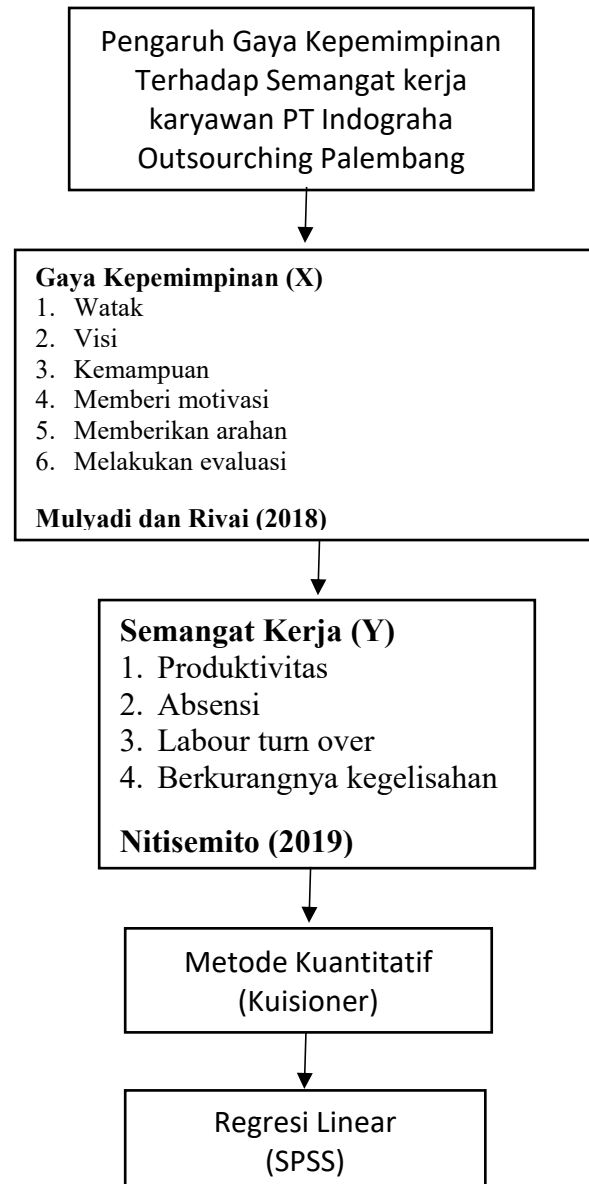 Pengaruh Gaya Kepemimpinan
Terhadap Semangat kerja
karyawan PT Indograha
Outsourching Palembang
Gaya Kepemimpinan (X)
1. Watak
2. Visi
3. Kemampuan
4. Memberi motivasi
5. Memberikan arahan
6. Melakukan evaluasi
Mulyadi dan Rivai (2018)
Semangat Kerja (Y)
1. Produktivitas
2. Absensi
3. Labour turn over
4. Berkurangnya kegelisahan
Nitisemito (2019)
Metode Kuantitatif
(Kuisioner)
Regresi Linear
(SPSS)